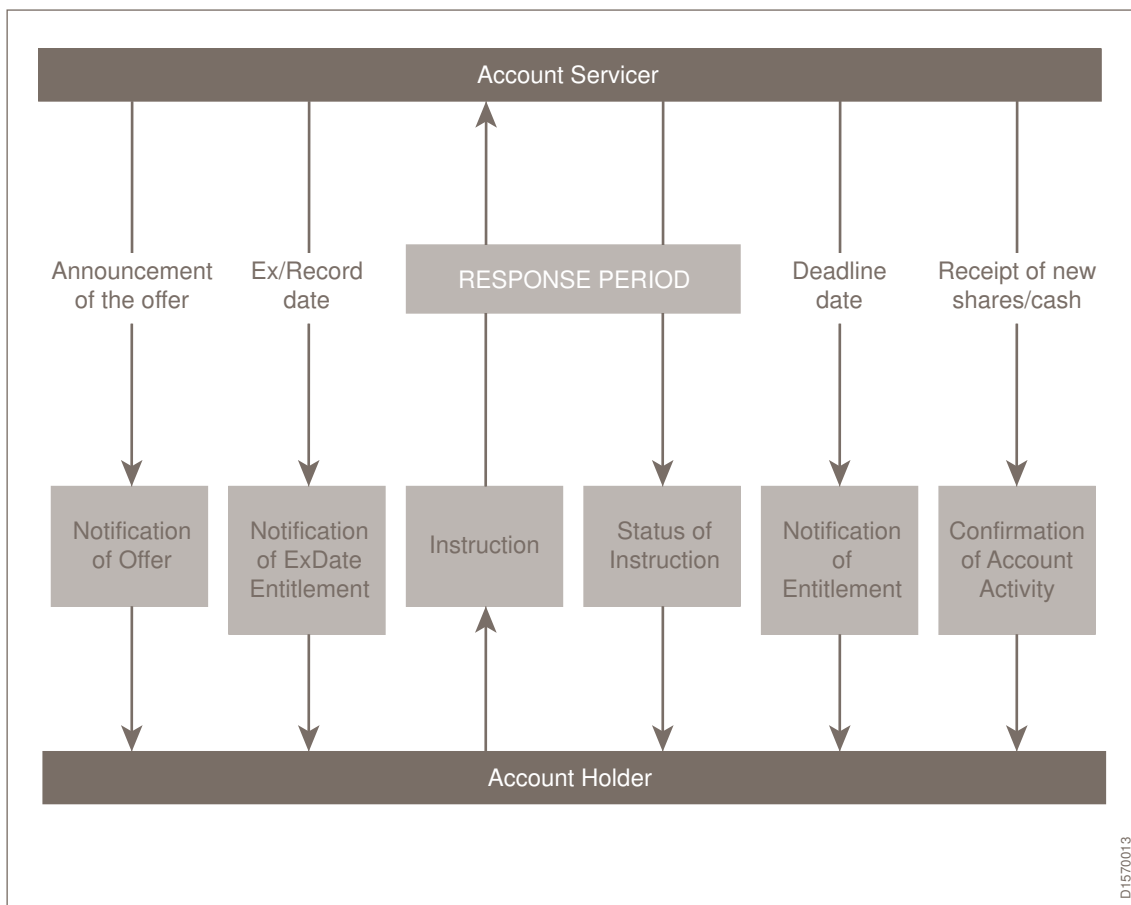 Account Servicer
Announcement
of the offer
Ex/Record
date
RESPONSE PERIOD
Deadline
date
Receipt of new
shares/cash
Notification
of Offer
Notification
of ExDate
Entitlement
Instruction
Status of
Instruction
Notification
of
Entitlement
Confirmation
of Account
Activity
Account Holder
D1570013